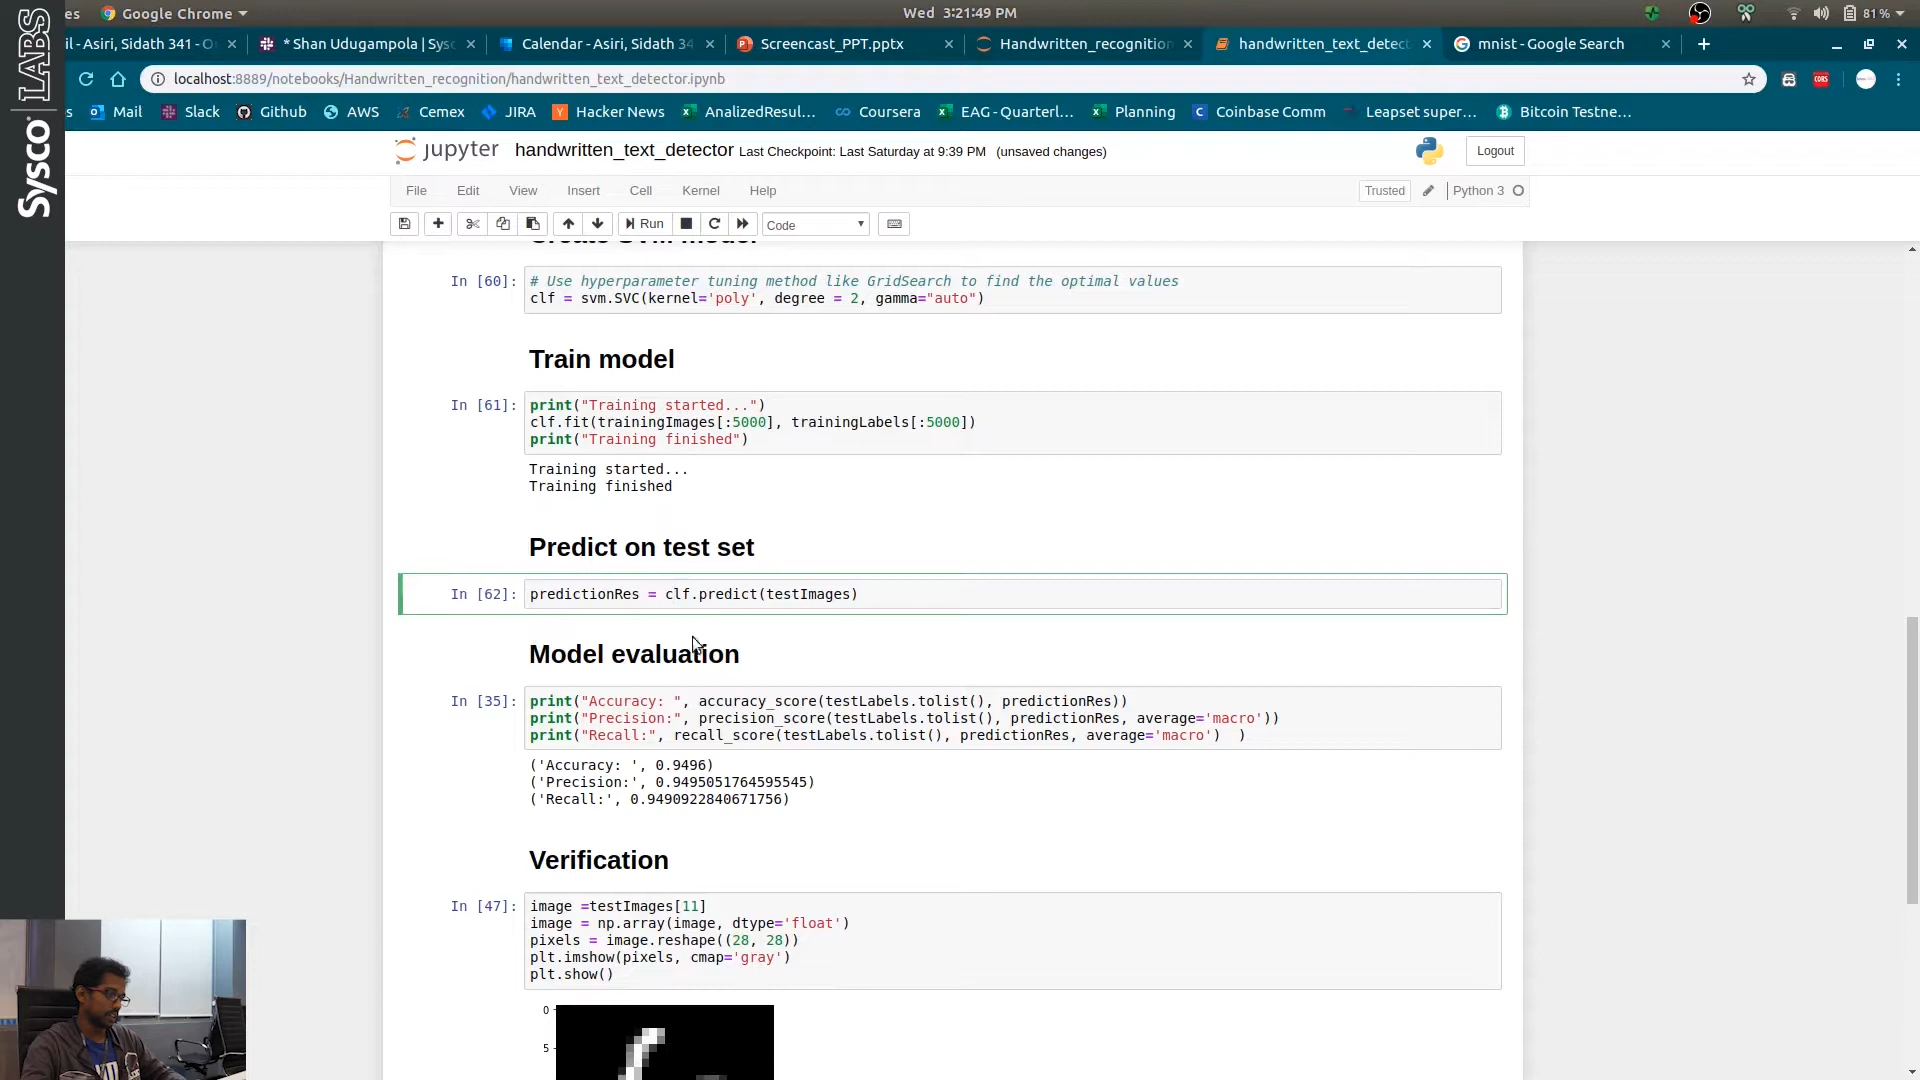 es Google Chrome
Wed 3:21:49 PM
81 %
il - Asiri, Sidath 341 - O
* Shan Udugampola | Sysc
Calendar - Asiri, Sidath 34
Screencast_PPT.pptx
Handwritten_recognition
handwritten_text_detect
mnist - Google Search
localhost:8889/notebooks/Handwritten_recognition/handwritten_text_detector.ipynb
CORS
s Mail Slack Github AWS Cemex JIRA Hacker News AnalizedResul... Coursera EAG - Quarterl... Planning Coinbase Comm Leapset super... Bitcoin Testne...
Sysco LABS
jupyter handwritten_text_detector Last Checkpoint: Last Saturday at 9:39 PM (unsaved changes)
Logout
File Edit View Insert Cell Kernel Help
Trusted Python 3
Run Code
Create SVM model
In [60]: # Use hyperparameter tuning method like GridSearch to find the optimal values
clf = svm.SVC(kernel='poly', degree = 2, gamma="auto")
Train model
In [61]: print("Training started...")
clf.fit(trainingImages[:5000], trainingLabels[:5000])
print("Training finished")
Training started...
Training finished
Predict on test set
In [62]: predictionRes = clf.predict(testImages)
Model evaluation
In [35]: print("Accuracy: ", accuracy_score(testLabels.tolist(), predictionRes))
print("Precision:", precision_score(testLabels.tolist(), predictionRes, average='macro'))
print("Recall:", recall_score(testLabels.tolist(), predictionRes, average='macro')  )
('Accuracy: ', 0.9496)
('Precision:', 0.9495051764595545)
('Recall:', 0.9490922840671756)
Verification
In [47]: image =testImages[11]
image = np.array(image, dtype='float')
pixels = image.reshape((28, 28))
plt.imshow(pixels, cmap='gray')
plt.show()
0
5